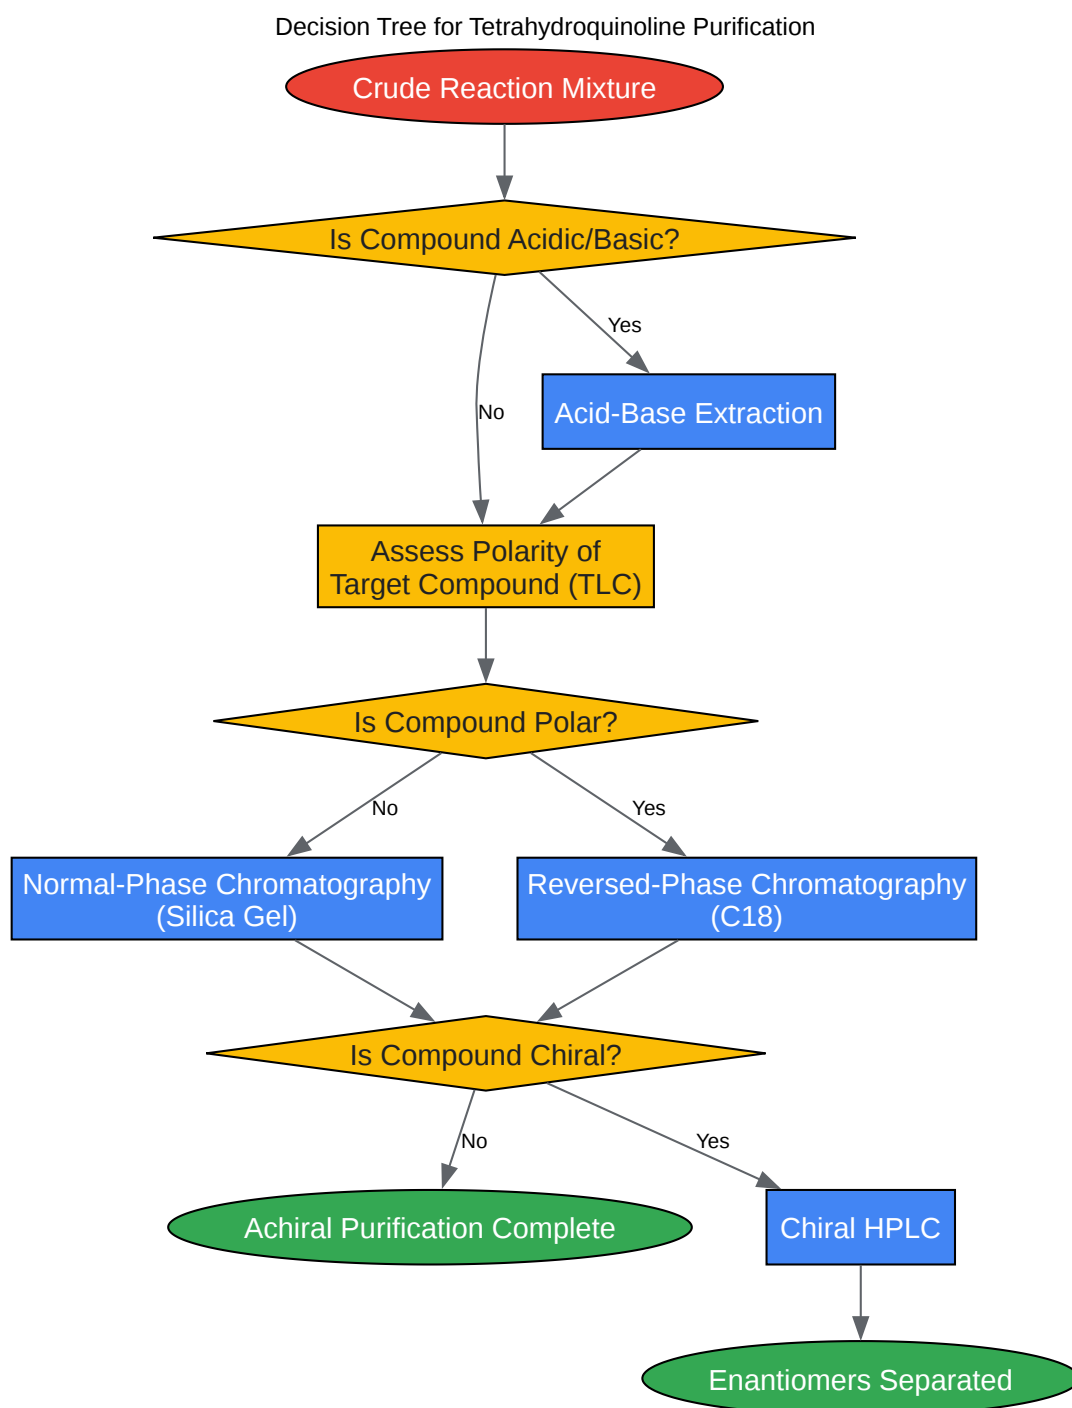 Decision Tree for Tetrahydroquinoline Purification
Crude Reaction Mixture
Is Compound Acidic/Basic?
Yes
No
Acid-Base Extraction
Assess Polarity of
Target Compound (TLC)
Is Compound Polar?
No
Yes
Normal-Phase Chromatography
(Silica Gel)
Reversed-Phase Chromatography
(C18)
Is Compound Chiral?
No
Yes
Achiral Purification Complete
Chiral HPLC
Enantiomers Separated